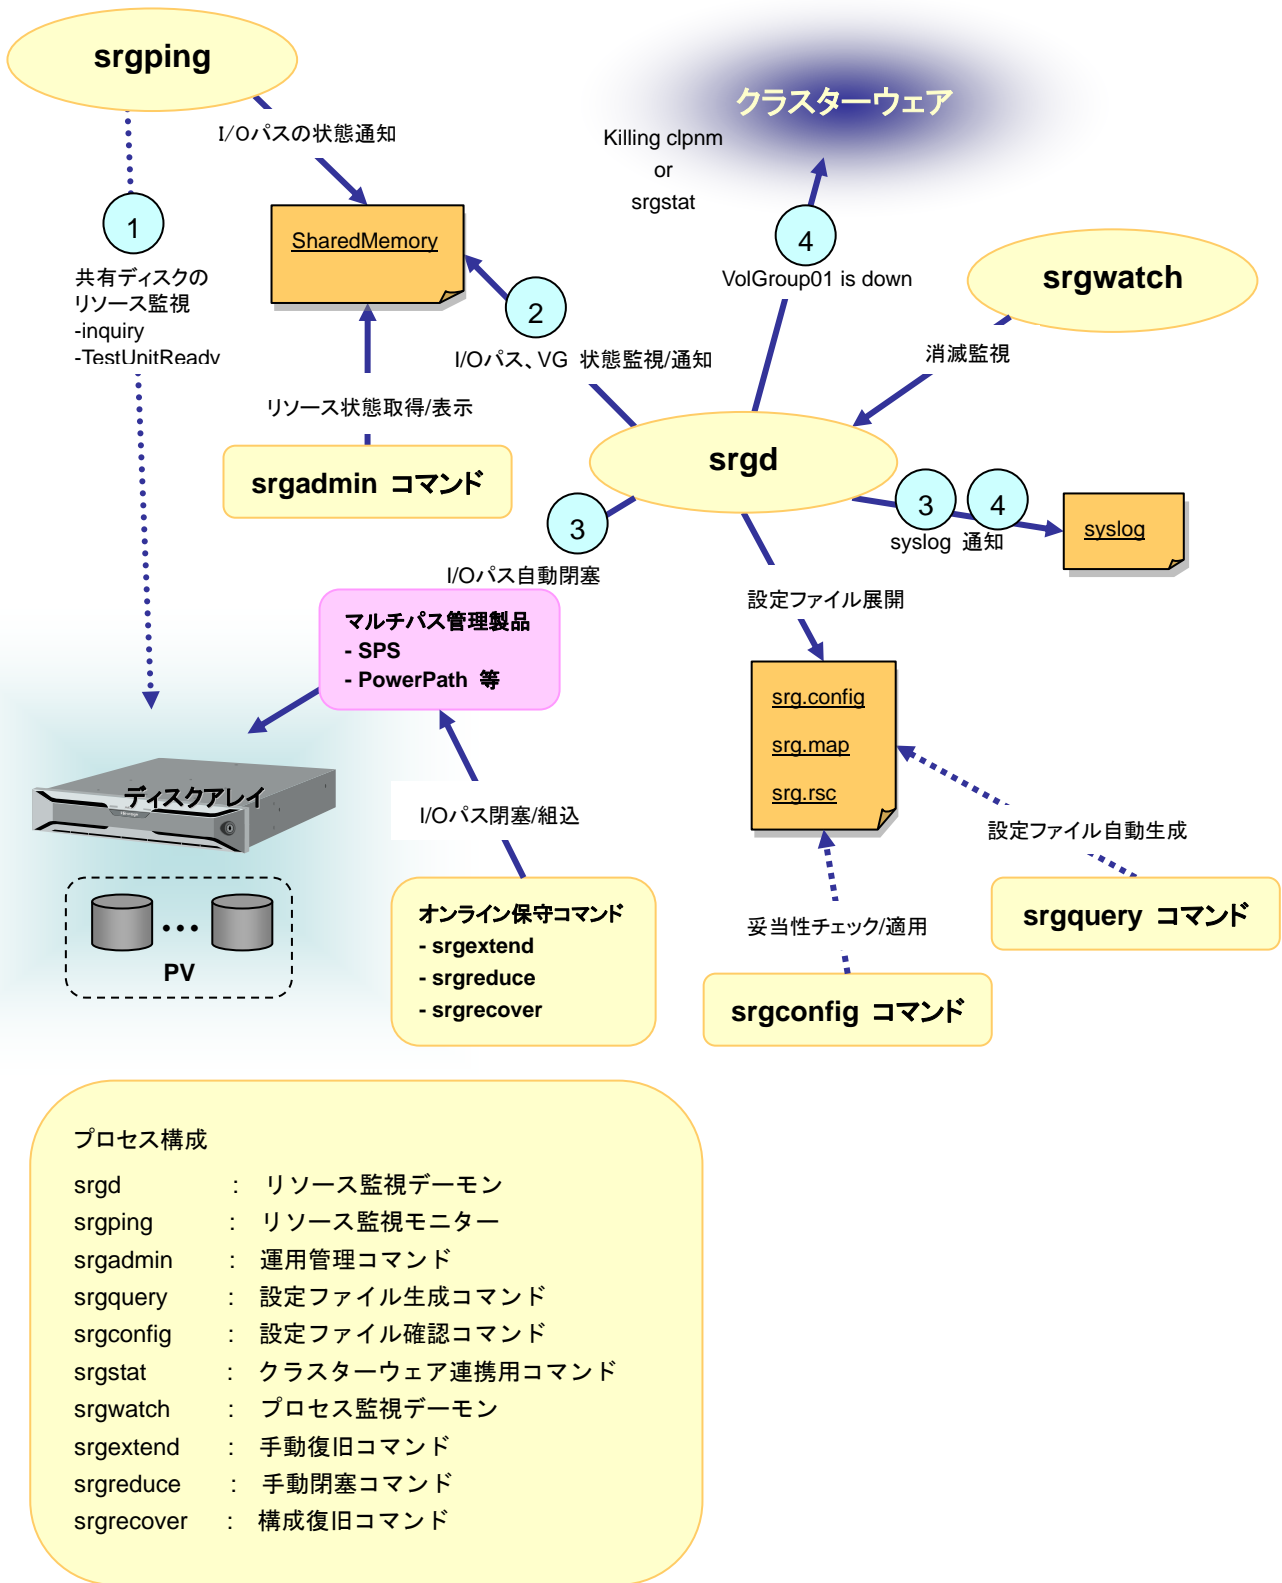 srgping
クラスターウェア
I/Oパスの状態通知
Killing clpnm
or
srgstat
1
SharedMemory
4
共有ディスクの
リソース監視
-inquiry
-TestUnitReady
VolGroup01 is down
srgwatch
2
I/Oパス、VG 状態監視/通知
消滅監視
リソース状態取得/表示
srgd
srgadmin コマンド
3
3
4
syslog
syslog 通知
I/Oパス自動閉塞
設定ファイル展開
マルチパス管理製品
- SPS
- PowerPath 等
srg.config
srg.map
srg.rsc
ディスクアレイ
I/Oパス閉塞/組込
設定ファイル自動生成
オンライン保守コマンド
- srgextend
- srgreduce
- srgrecover
妥当性チェック/適用
srgquery コマンド
PV
srgconfig コマンド
プロセス構成
srgd : リソース監視デーモン
srgping : リソース監視モニター
srgadmin : 運用管理コマンド
srgquery : 設定ファイル生成コマンド
srgconfig : 設定ファイル確認コマンド
srgstat : クラスターウェア連携用コマンド
srgwatch : プロセス監視デーモン
srgextend : 手動復旧コマンド
srgreduce : 手動閉塞コマンド
srgrecover : 構成復旧コマンド